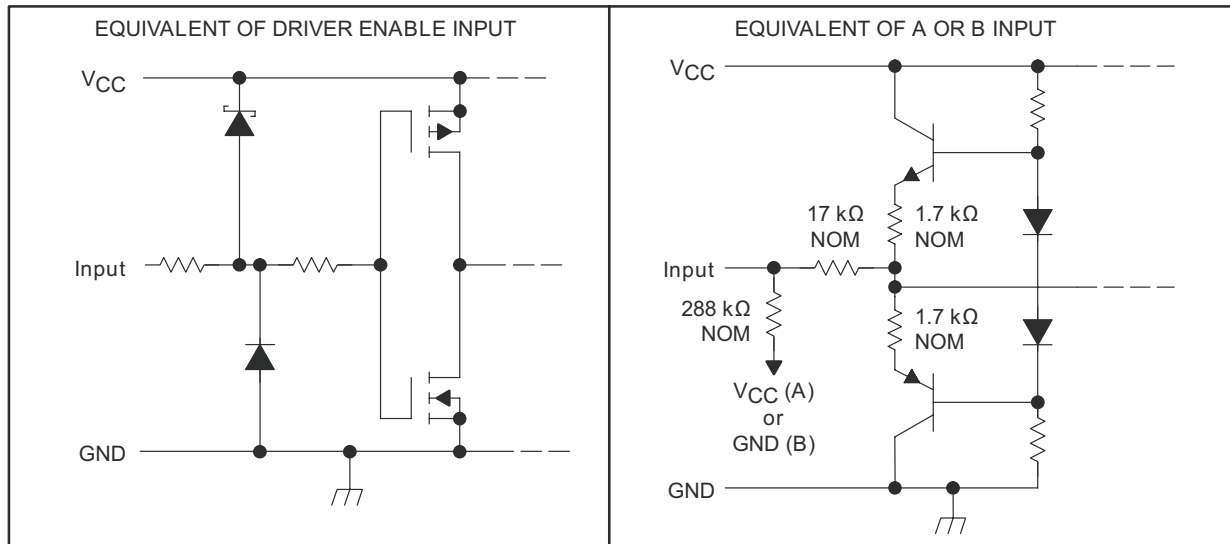 EQUIVALENT OF DRIVER ENABLE INPUT
VCC
Input
GND
EQUIVALENT OF A OR B INPUT
VCC
17 kΩ
NOM
1.7 kΩ
NOM
Input
288 kΩ
NOM
1.7 kΩ
NOM
VCC (A)
or
GND (B)
GND